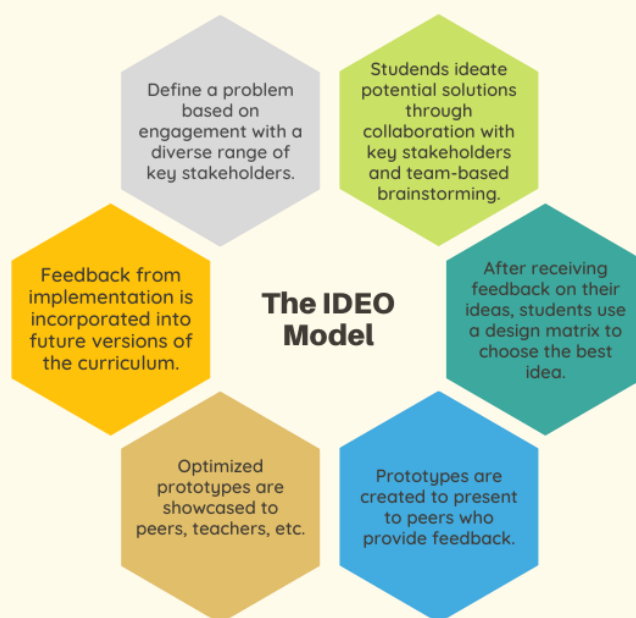 Define a problem
based on
engagement with a
diverse range of
key stakeholders.
Studends ideate
potential solutions
through
collaboration with
key stakeholders
and team-based
brainstorming.
Feedback from
implementation is
incorporated into
future versions of
the curriculum.
The IDEO
Model
After receiving
feedback on their
ideas, students use
a design matrix to
choose the best
idea.
Optimized
prototypes are
showcased to
peers, teachers, etc.
Prototypes are
created to present
to peers who
provide feedback.